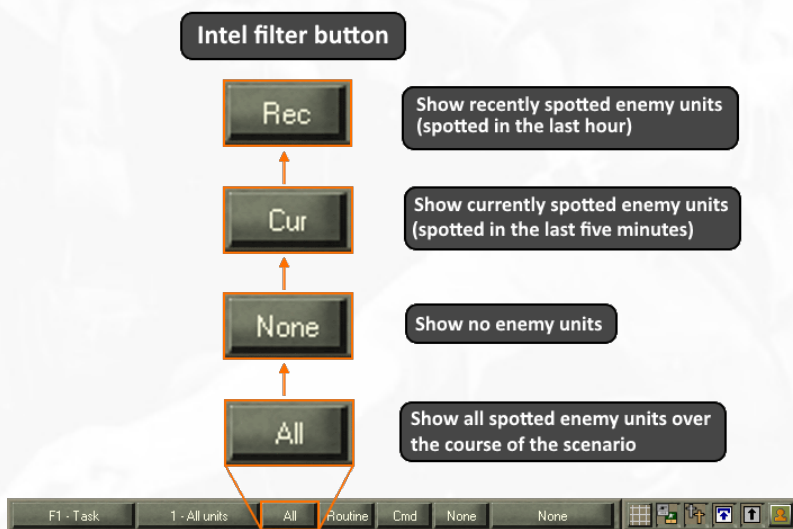 Intel filter button
Rec
Show recently spotted enemy units
(spotted in the last hour)
Cur
Show currently spotted enemy units
(spotted in the last five minutes)
None
Show no enemy units
All
Show all spotted enemy units over
the course of the scenario
F1 - Task 1 - All units All Routine Cmd None None